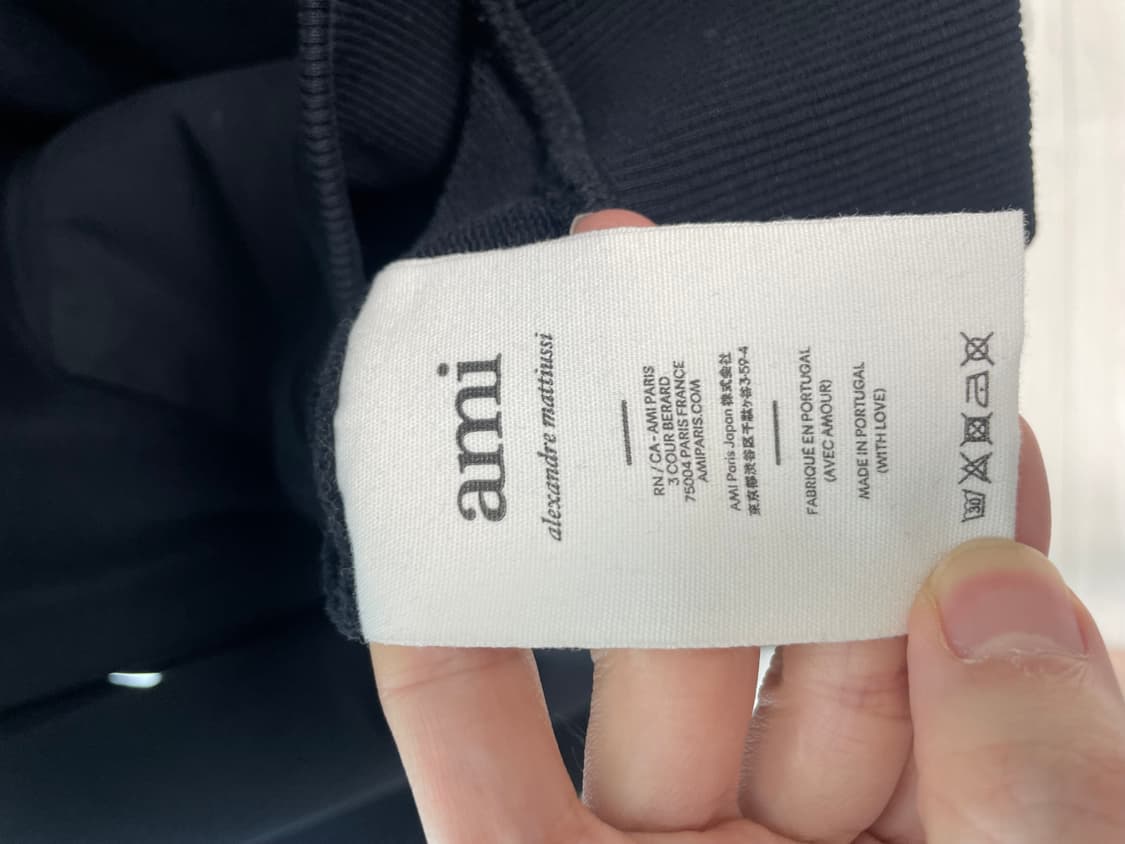 ami
alexandre mattiussi
RN / CA - AMI PARIS
3 COUR BERARD
75004 PARIS FRANCE
AMIPARIS.COM
AMI Paris Japan 株式会社
東京都渋谷区千駄ヶ谷3-59-4
FABRIQUE EN PORTUGAL
(AVEC AMOUR)
MADE IN PORTUGAL
(WITH LOVE)
30